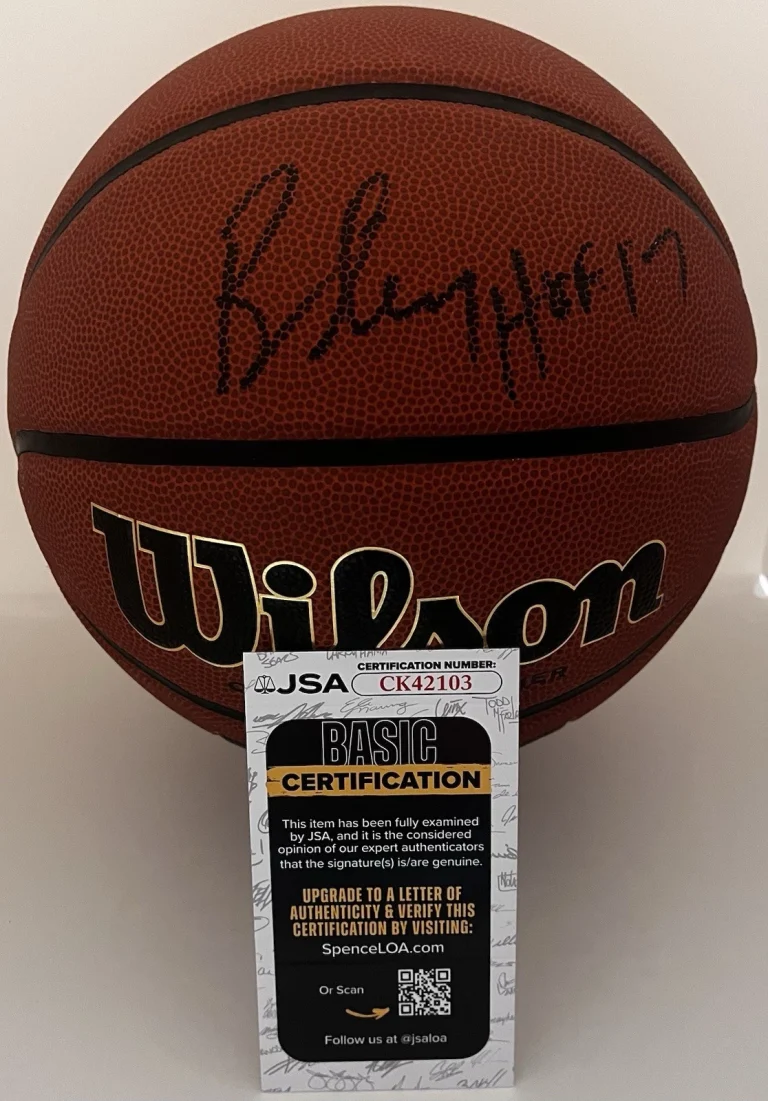 HOF 17
Wilson
JSA
CERTIFICATION NUMBER:
CK42103
BASIC
CERTIFICATION
This item has been fully examined
by JSA, and it is the considered
opinion of our expert authenticators
that the signature(s) is/are genuine.
UPGRADE TO A LETTER OF
AUTHENTICITY & VERIFY THIS
CERTIFICATION BY VISITING:
SpenceLOA.com
Or Scan
Follow us at @jsaloa